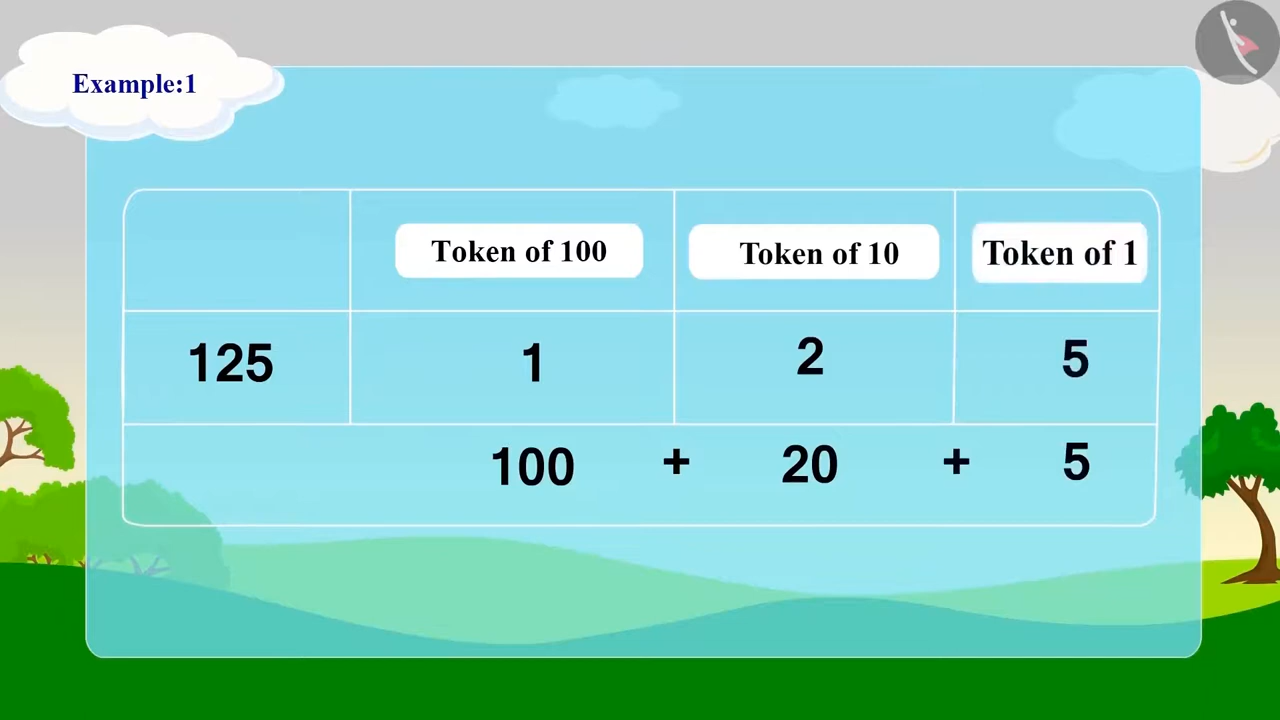 Example:1
Token of 100 Token of 10 Token of 1
125 1 2 5
100 + 20 + 5